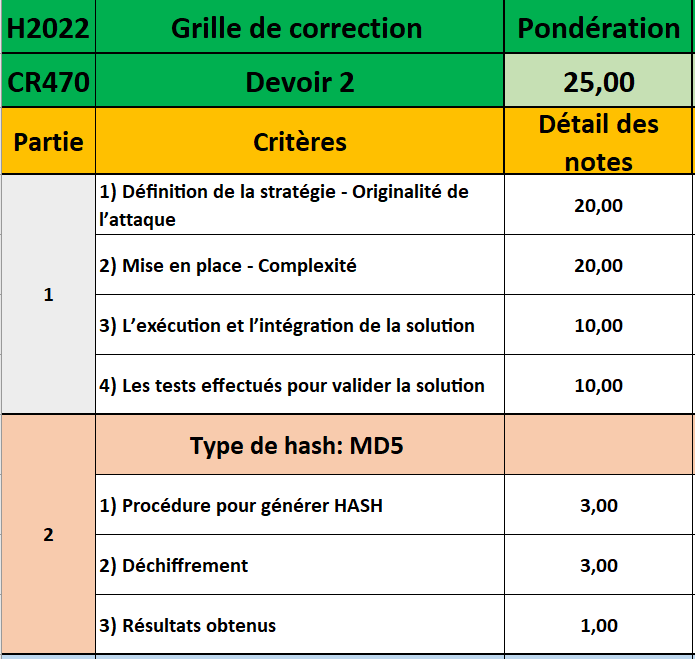 H2022 Grille de correction Pondération
CR470 Devoir 2 25,00
Partie Critères Détail des
notes
1) Définition de la stratégie - Originalité de
l’attaque 20,00
2) Mise en place - Complexité 20,00
1
3) L’exécution et l’intégration de la solution 10,00
4) Les tests effectués pour valider la solution 10,00
Type de hash: MD5
1) Procédure pour générer HASH 3,00
2
2) Déchiffrement 3,00
3) Résultats obtenus 1,00